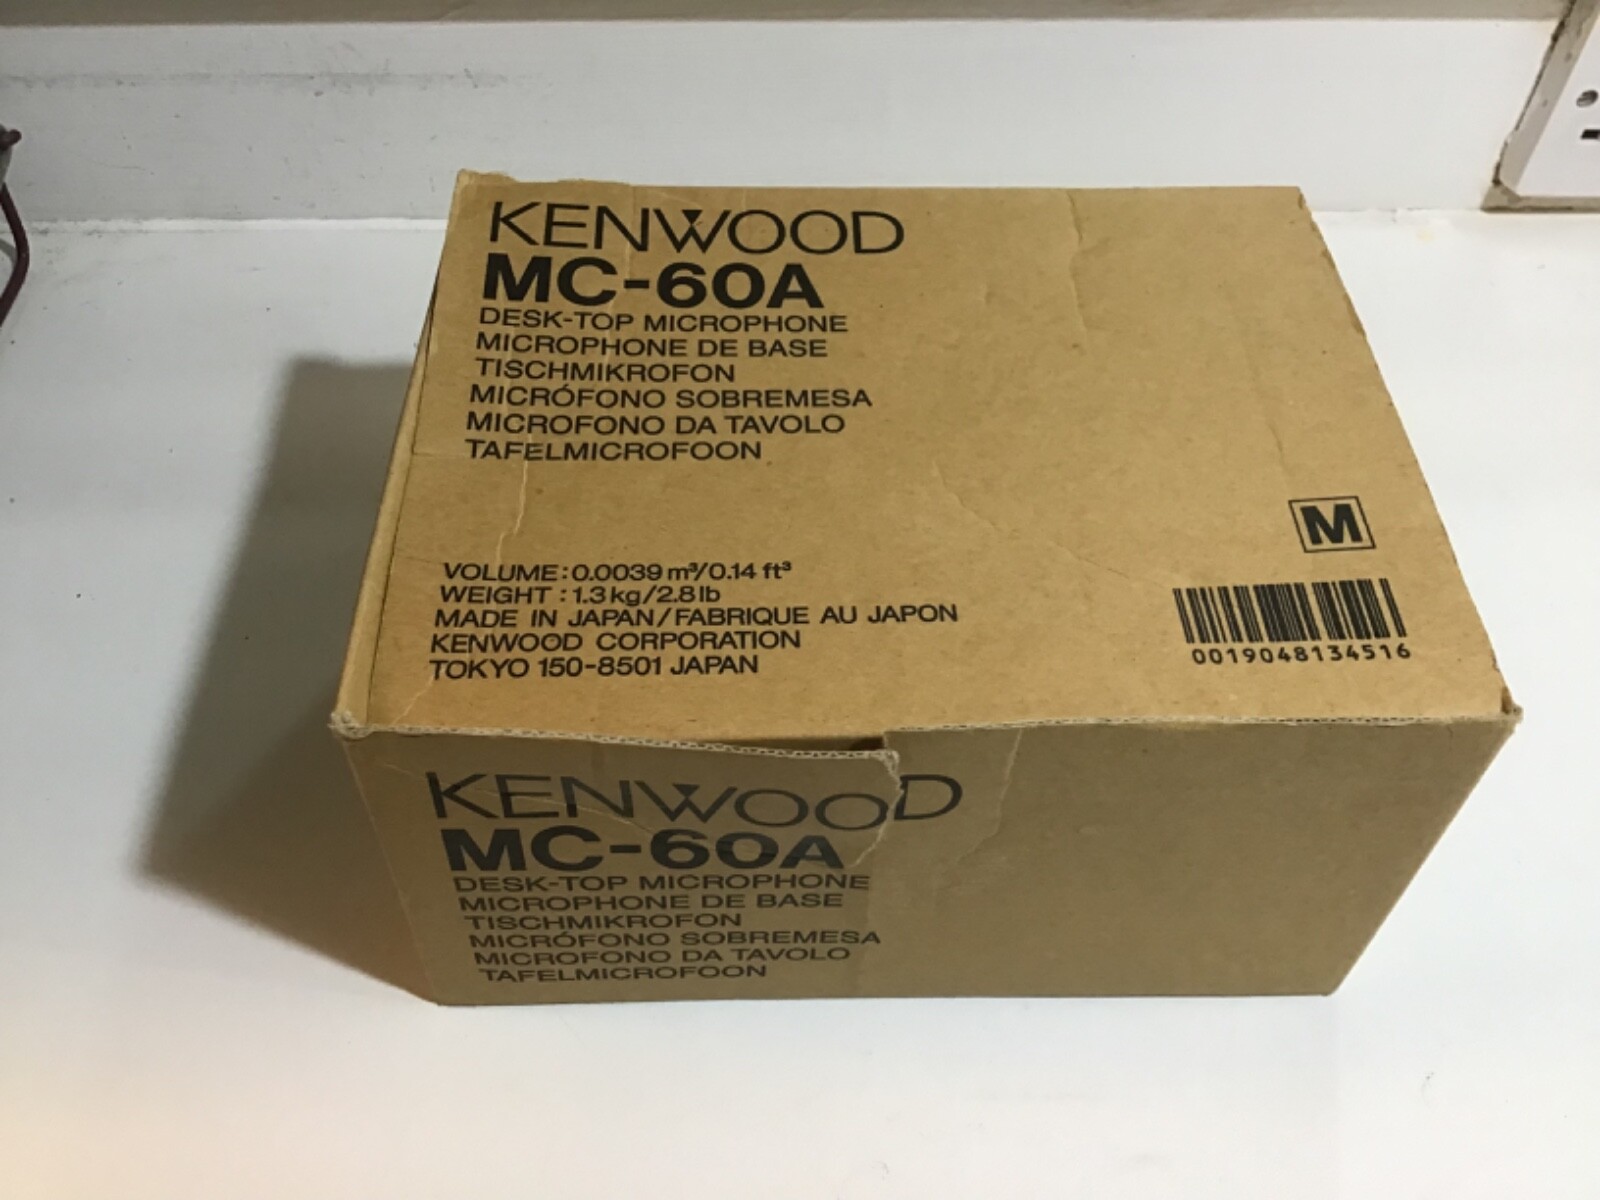 KENWOOD
MC-60A
DESK-TOP MICROPHONE
MICROPHONE DE BASE
TISCHMIKROFON
MICRÓFONO SOBREMESA
MICROFONO DA TAVOLO
TAFELMICROFOON
M
VOLUME:0.0039 m³/0.14 ft³
WEIGHT :1.3 kg/2.8 lb
MADE IN JAPAN/FABRIQUE AU JAPON
KENWOOD CORPORATION
TOKYO 150-8501 JAPAN
0019048134516
KENWOOD
MC-60A
DESK-TOP MICROPHONE
MICROPHONE DE BASE
TISCHMIKROFON
MICRÓFONO SOBREMESA
MICROFONO DA TAVOLO
TAFELMICROFOON